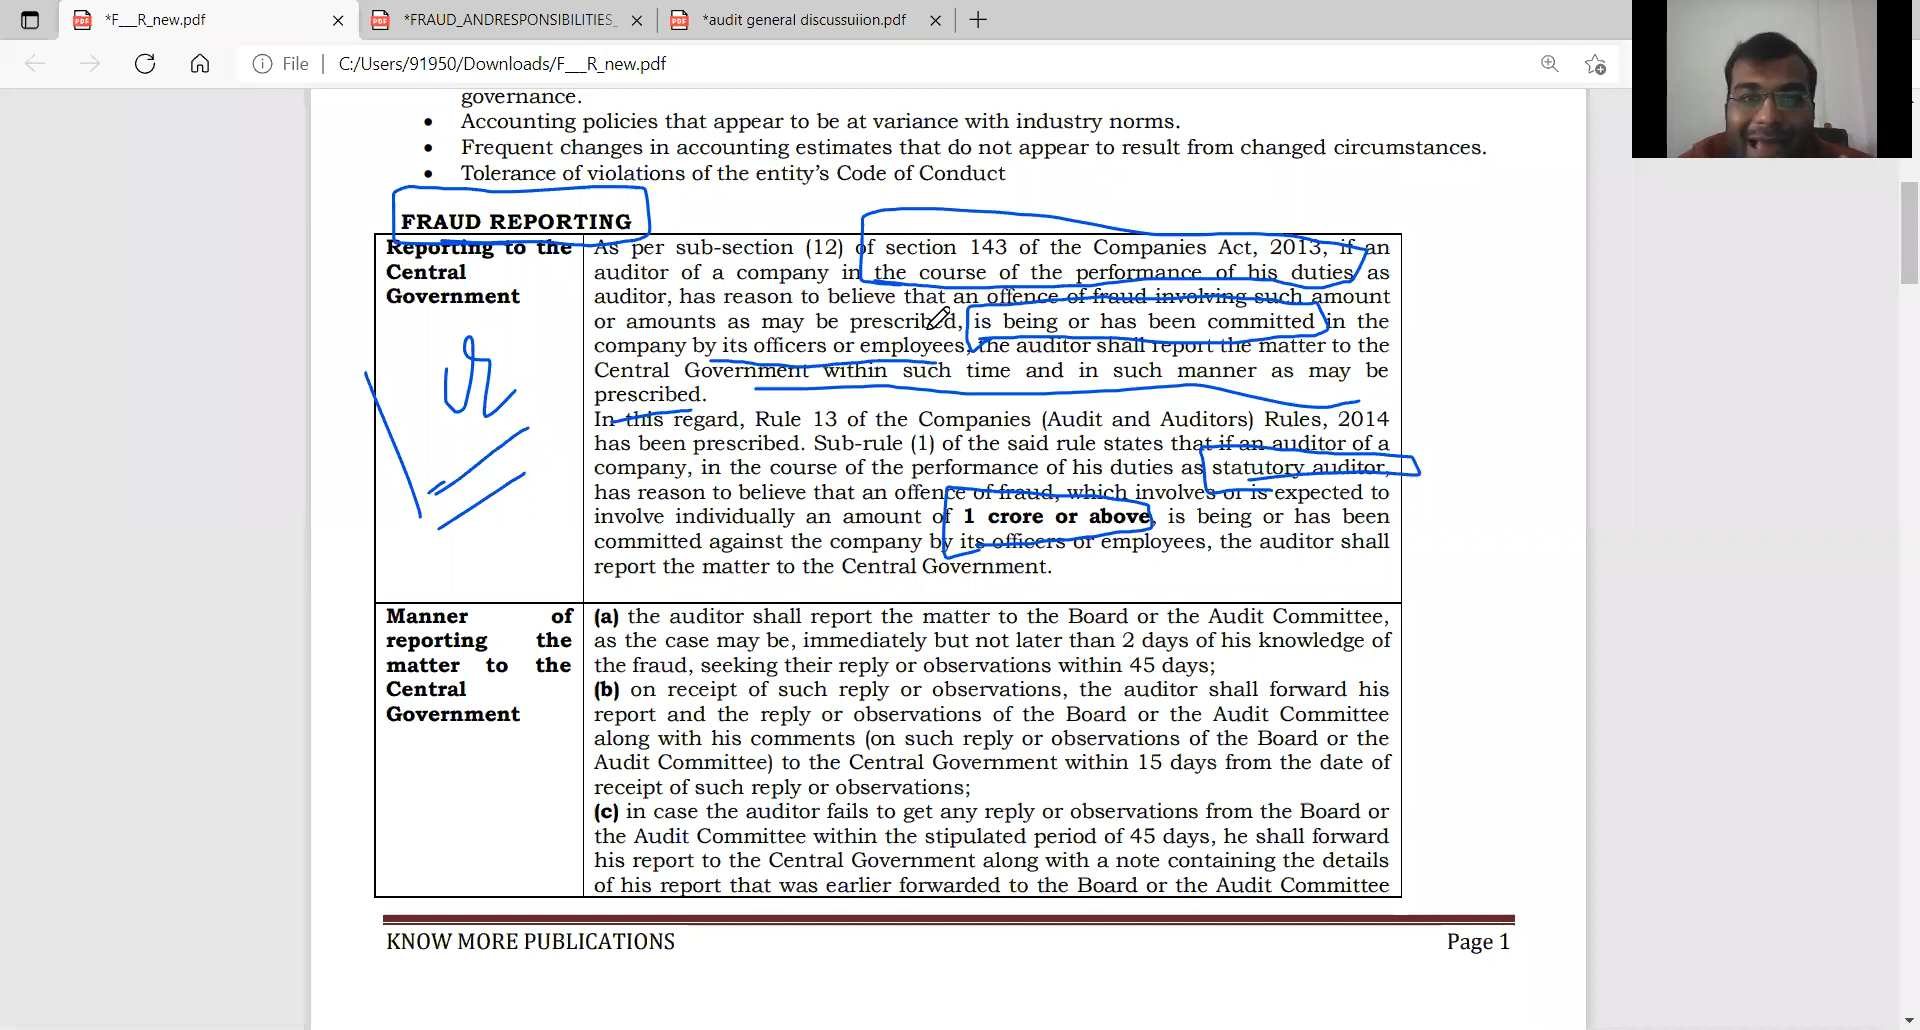 *F__R_new.pdf
*FRAUD_ANDRESPONSIBILITIES_
*audit general discussuiion.pdf
File | C:/Users/91950/Downloads/F___R_new.pdf
governance.
• Accounting policies that appear to be at variance with industry norms.
• Frequent changes in accounting estimates that do not appear to result from changed circumstances.
• Tolerance of violations of the entity’s Code of Conduct
FRAUD REPORTING
Reporting to the
Central
Government
As per sub-section (12) of section 143 of the Companies Act, 2013, if an
auditor of a company in the course of the performance of his duties as
auditor, has reason to believe that an offence of fraud involving such amount
or amounts as may be prescribed, is being or has been committed in the
company by its officers or employees, the auditor shall report the matter to the
Central Government within such time and in such manner as may be
prescribed.
In this regard, Rule 13 of the Companies (Audit and Auditors) Rules, 2014
has been prescribed. Sub-rule (1) of the said rule states that if an auditor of a
company, in the course of the performance of his duties as statutory auditor,
has reason to believe that an offence of fraud, which involves or is expected to
involve individually an amount of 1 crore or above, is being or has been
committed against the company by its officers or employees, the auditor shall
report the matter to the Central Government.
Manner of
reporting the
matter to the
Central
Government
(a) the auditor shall report the matter to the Board or the Audit Committee,
as the case may be, immediately but not later than 2 days of his knowledge of
the fraud, seeking their reply or observations within 45 days;
(b) on receipt of such reply or observations, the auditor shall forward his
report and the reply or observations of the Board or the Audit Committee
along with his comments (on such reply or observations of the Board or the
Audit Committee) to the Central Government within 15 days from the date of
receipt of such reply or observations;
(c) in case the auditor fails to get any reply or observations from the Board or
the Audit Committee within the stipulated period of 45 days, he shall forward
his report to the Central Government along with a note containing the details
of his report that was earlier forwarded to the Board or the Audit Committee
KNOW MORE PUBLICATIONS
Page 1